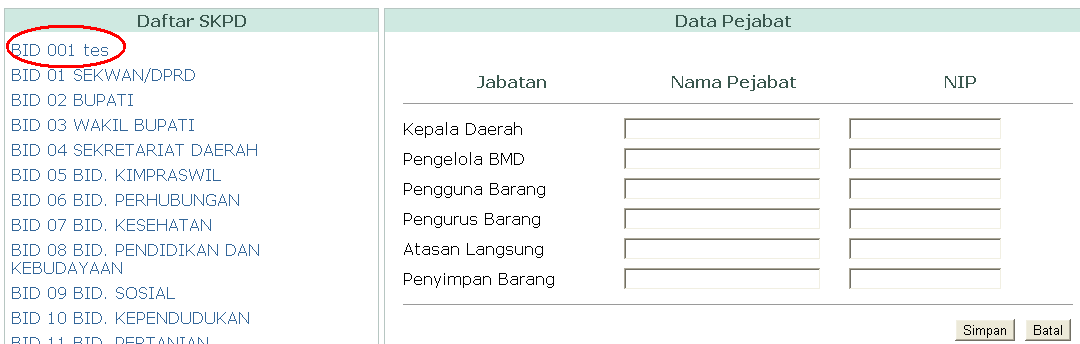 Daftar SKPD
BID 001 tes
BID 01 SEKWAN/DPRD
BID 02 BUPATI
BID 03 WAKIL BUPATI
BID 04 SEKRETARIAT DAERAH
BID 05 BID. KIMPRASWIL
BID 06 BID. PERHUBUNGAN
BID 07 BID. KESEHATAN
BID 08 BID. PENDIDIKAN DAN
KEBUDAYAAN
BID 09 BID. SOSIAL
BID 10 BID. KEPENDUDUKAN
BID 11 BID. PERTANIAN
Data Pejabat
Jabatan Nama Pejabat NIP
Kepala Daerah
Pengelola BMD
Pengguna Barang
Pengurus Barang
Atasan Langsung
Penyimpan Barang
Simpan Batal